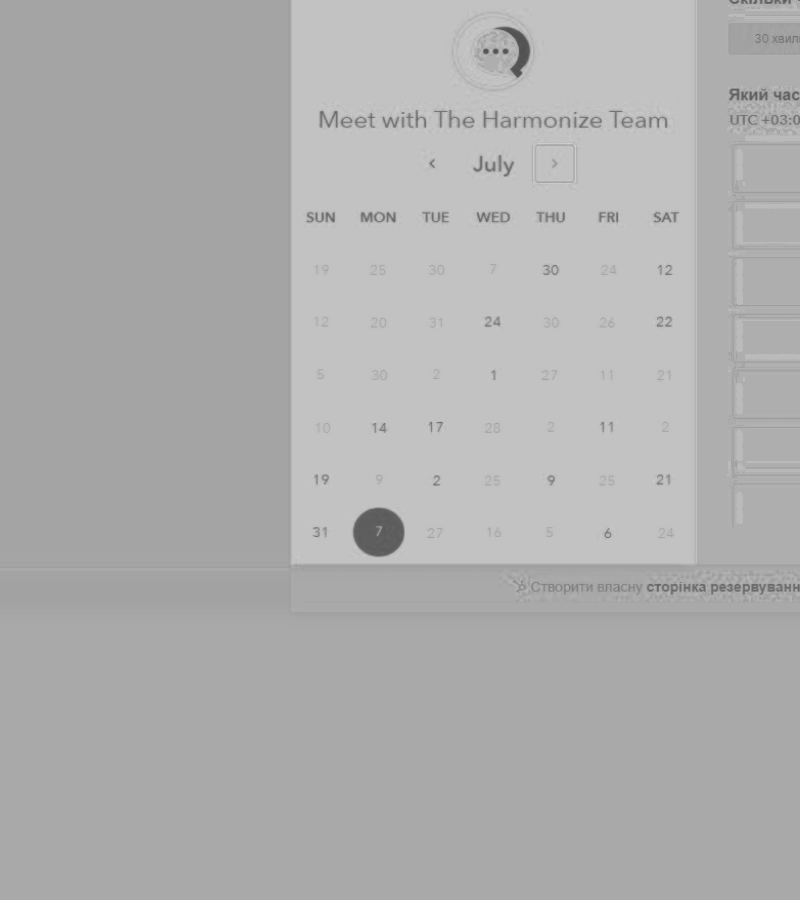 Meet with The Harmonize Team
July
SUN MON TUE WED THU FRI SAT
19 25 30 7 30 24 12
12 20 31 24 30 26 22
5 30 2 1 27 11 21
10 14 17 28 2 11 2
19 9 2 25 9 25 21
31 7 27 16 5 6 24
30
Який час
UTC +03:0
Створити власну сторінка